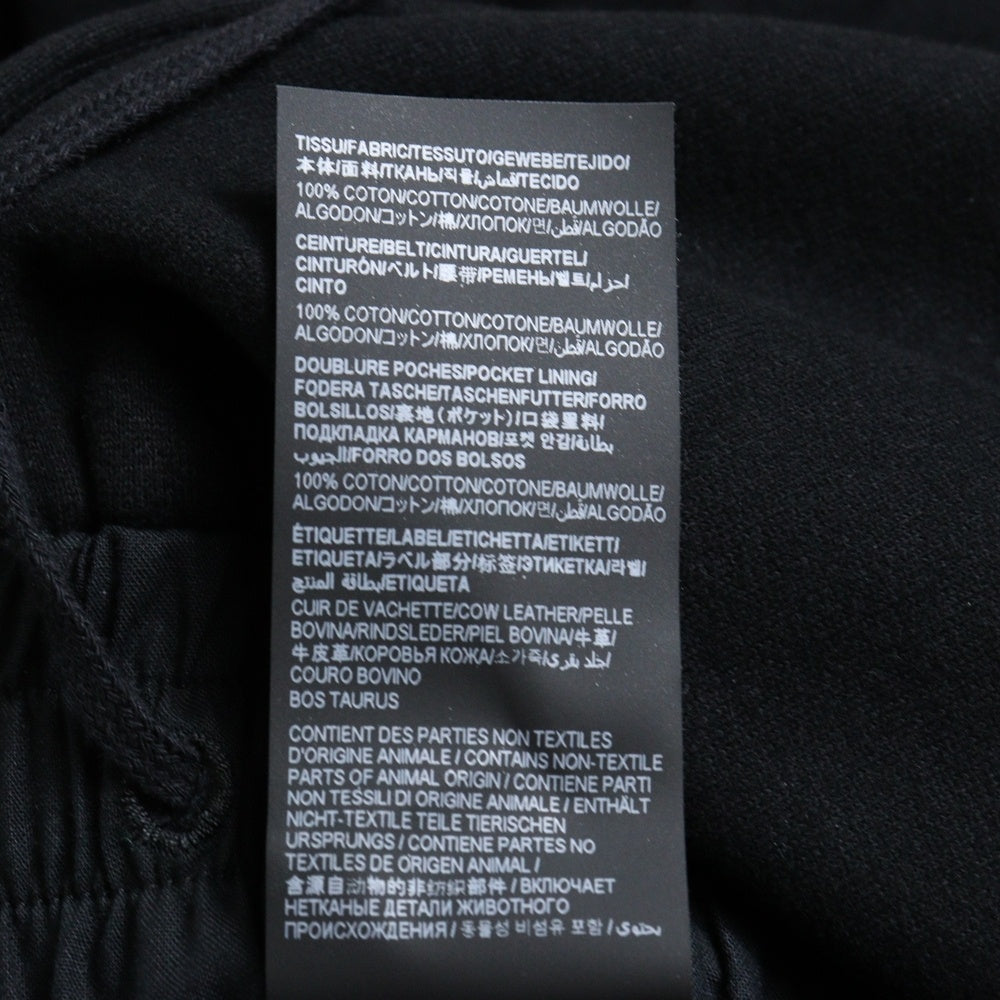 TISSU/FABRIC/TESSUTO/GEWEBE/TEJIDO/
本体/面料/ТКАНЬ/직물/قماش/TECIDO
100% COTON/COTTON/COTONE/BAUMWOLLE/
ALGODON/コットン/棉/ХЛОПОК/면/قطن/ALGODÃO
CEINTURE/BELT/CINTURA/GUERTEL/
CINTURÓN/ベルト/腰带/РЕМЕНЬ/벨트/حزام/
CINTO
100% COTON/COTTON/COTONE/BAUMWOLLE/
ALGODON/コットン/棉/ХЛОПОК/면/قطن/ALGODÃO
DOUBLURE POCHES/POCKET LINING/
FODERA TASCHE/TASCHENFUTTER/FORRO
BOLSILLOS/裏地(ポケット)/口袋里料/
ПОДКЛАДКА КАРМАНОВ/포켓 안감/بطانة
الجيوب/FORRO DOS BOLSOS
100% COTON/COTTON/COTONE/BAUMWOLLE/
ALGODON/コットン/棉/ХЛОПОК/면/قطن/ALGODÃO
ÉTIQUETTE/LABEL/ETICHETTA/ETIKETT/
ETIQUETA/ラベル部分/标签/ЭТИКЕТКА/라벨/
بطاقة المنتج/ETIQUETA
CUIR DE VACHETTE/COW LEATHER/PELLE
BOVINA/RINDSLEDER/PIEL BOVINA/牛革/
牛皮革/КОРОВЬЯ КОЖА/소가죽/جلد بقري/
COURO BOVINO
BOS TAURUS
CONTIENT DES PARTIES NON TEXTILES
D'ORIGINE ANIMALE / CONTAINS NON-TEXTILE
PARTS OF ANIMAL ORIGIN / CONTIENE PARTI
NON TESSILI DI ORIGINE ANIMALE / ENTHÄLT
NICHT-TEXTILE TEILE TIERISCHEN
URSPRUNGS / CONTIENE PARTES NO
TEXTILES DE ORIGEN ANIMAL /
含源自动物的非纺织部件 / ВКЛЮЧАЕТ
НЕТКАНЫЕ ДЕТАЛИ ЖИВОТНОГО
ПРОИСХОЖДЕНИЯ / 동물성 비섬유 포함 / يحتوي